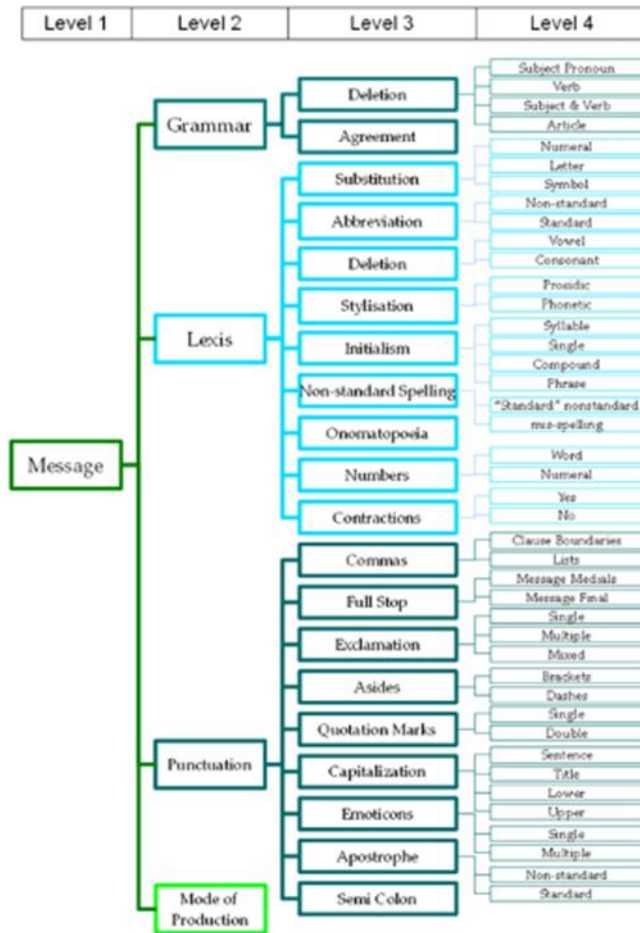 Level 1
Level 2
Level 3
Level 4
Message
Grammar
Deletion
Subject Pronoun
Verb
Subject & Verb
Article
Agreement
Lexis
Substitution
Numeral
Letter
Symbol
Abbreviation
Non-standard
Standard
Deletion
Vowel
Consonant
Stylisation
Prosidic
Phonetic
Initialism
Syllable
Single
Compound
Phrase
Non-standard Spelling
"Standard" nonstandard
mis-spelling
Onomatopoeia
Numbers
Word
Numeral
Contractions
Yes
No
Punctuation
Commas
Clause Boundaries
Lists
Full Stop
Message Medials
Message Final
Exclamation
Single
Multiple
Mixed
Asides
Brackets
Dashes
Quotation Marks
Single
Double
Capitalization
Sentence
Title
Lower
Upper
Emoticons
Single
Multiple
Apostrophe
Non-standard
Standard
Semi Colon
Mode of
Production